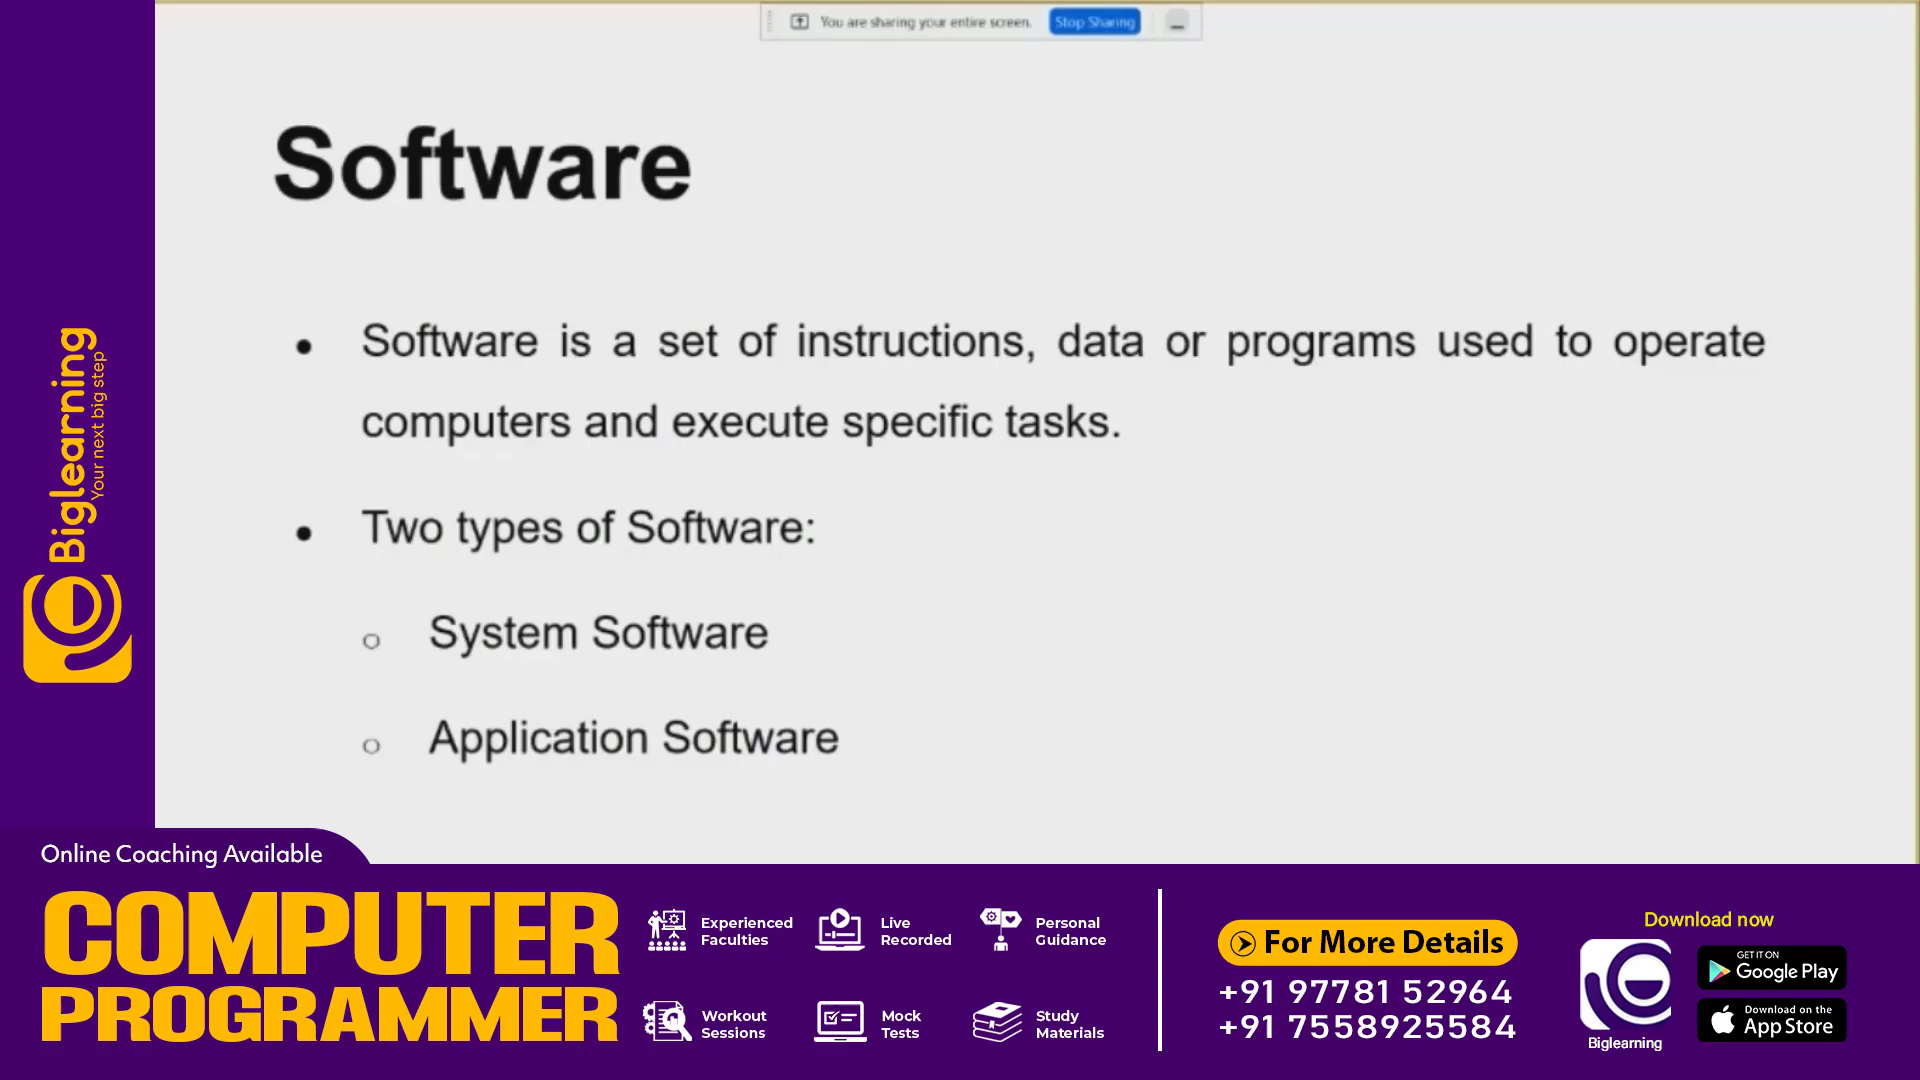 You are sharing your entire screen. Stop Sharing
Software
• Software is a set of instructions, data or programs used to operate
computers and execute specific tasks.
• Two types of Software:
o System Software
o Application Software
Biglearning
Your next big step
Online Coaching Available
COMPUTER
PROGRAMMER
Experienced
Faculties
Live
Recorded
Personal
Guidance
Workout
Sessions
Mock
Tests
Study
Materials
For More Details
+91 97781 52964
+91 7558925584
Download now
Biglearning
GET IT ON
Google Play
Download on the
App Store